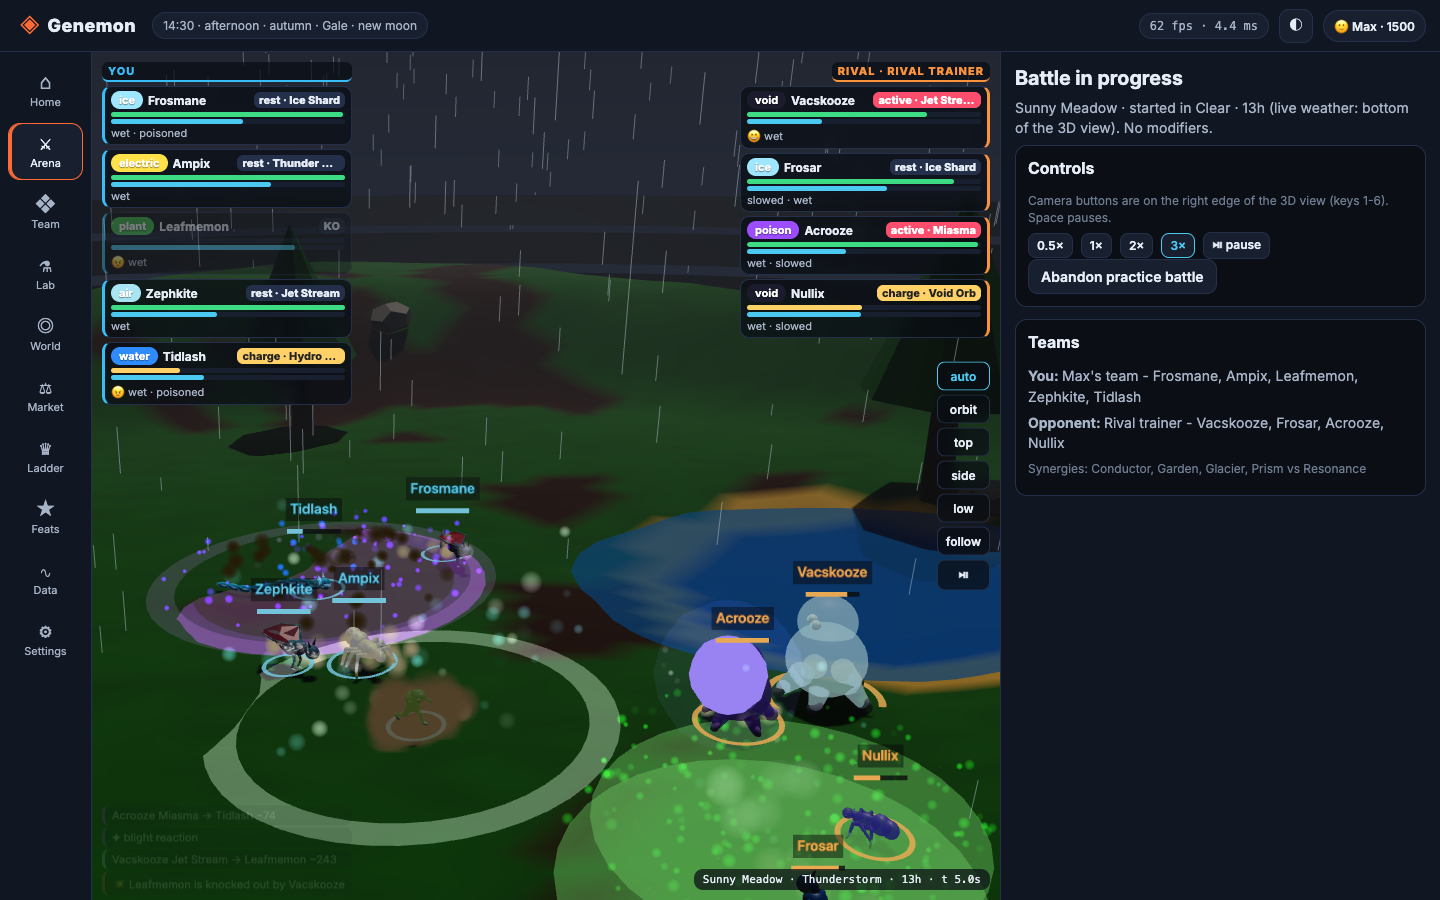 Genemon
14:30 · afternoon · autumn · Gale · new moon
62 fps · 4.4 ms
Max · 1500
Home
Arena
Team
Lab
World
Market
Ladder
Feats
Data
Settings
YOU
ice Frosmane rest · Ice Shard
wet · poisoned
electric Ampix rest · Thunder ...
wet
plant Leafmemon KO
wet
air Zephkite rest · Jet Stream
wet
water Tidlash charge · Hydro ...
wet · poisoned
RIVAL · RIVAL TRAINER
void Vacskooze active · Jet Stre...
wet
ice Frosar rest · Ice Shard
slowed · wet
poison Acrooze active · Miasma
wet · slowed
void Nullix charge · Void Orb
wet · slowed
auto
orbit
top
side
low
follow
Frosmane
Tidlash
Ampix
Zephkite
Vacskooze
Acrooze
Nullix
Frosar
Acrooze Miasma → Tidlash −74
+ blight reaction
Vacskooze Jet Stream → Leafmemon −243
Leafmemon is knocked out by Vacskooze
Sunny Meadow · Thunderstorm · 13h · t 5.0s
Battle in progress
Sunny Meadow · started in Clear · 13h (live weather: bottom
of the 3D view). No modifiers.
Controls
Camera buttons are on the right edge of the 3D view (keys 1-6).
Space pauses.
0.5×
1×
2×
3×
pause
Abandon practice battle
Teams
You: Max's team - Frosmane, Ampix, Leafmemon,
Zephkite, Tidlash
Opponent: Rival trainer - Vacskooze, Frosar, Acrooze,
Nullix
Synergies: Conductor, Garden, Glacier, Prism vs Resonance